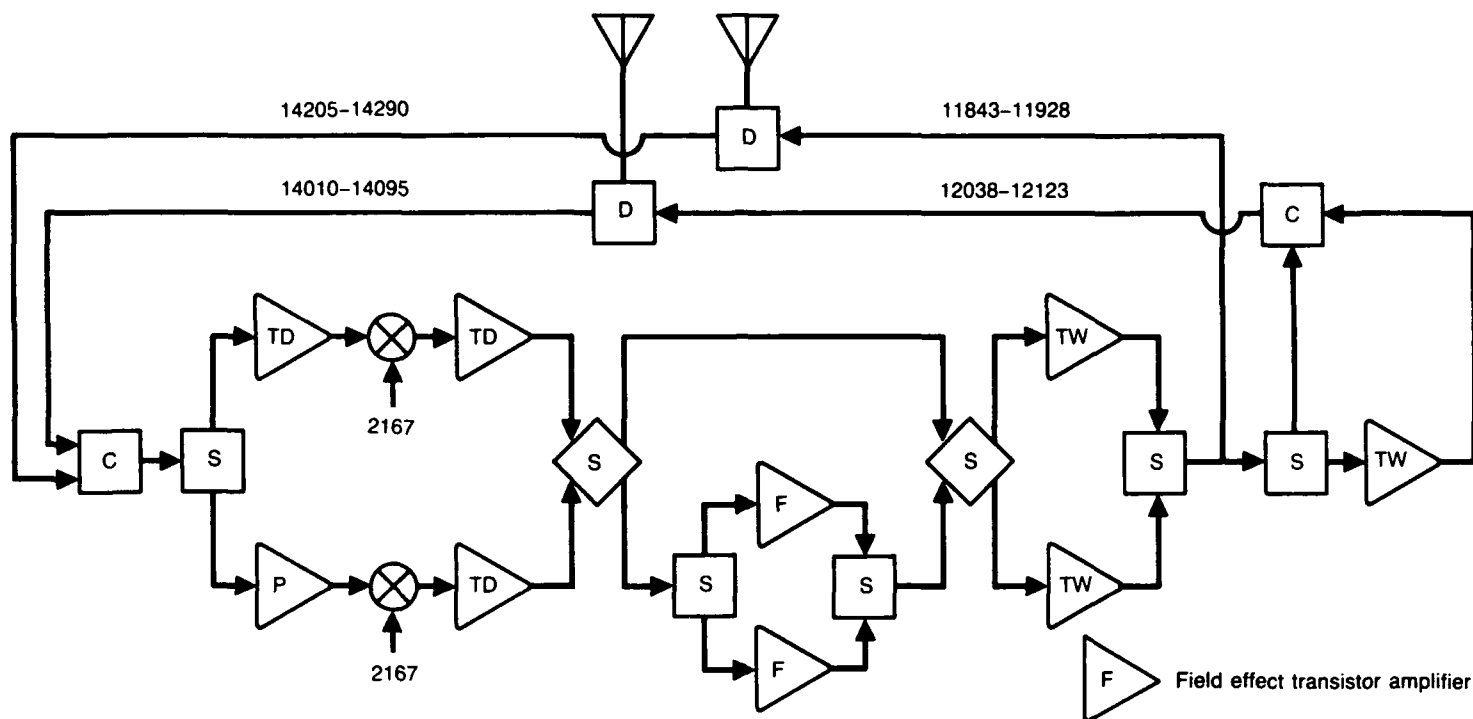 14205–14290
11843–11928
D
14010–14095
D
12038–12123
C
TD
TD
TW
2167
C
S
S
S
S
S
TW
F
P
TD
S
S
TW
2167
F
F
Field effect transistor amplifier